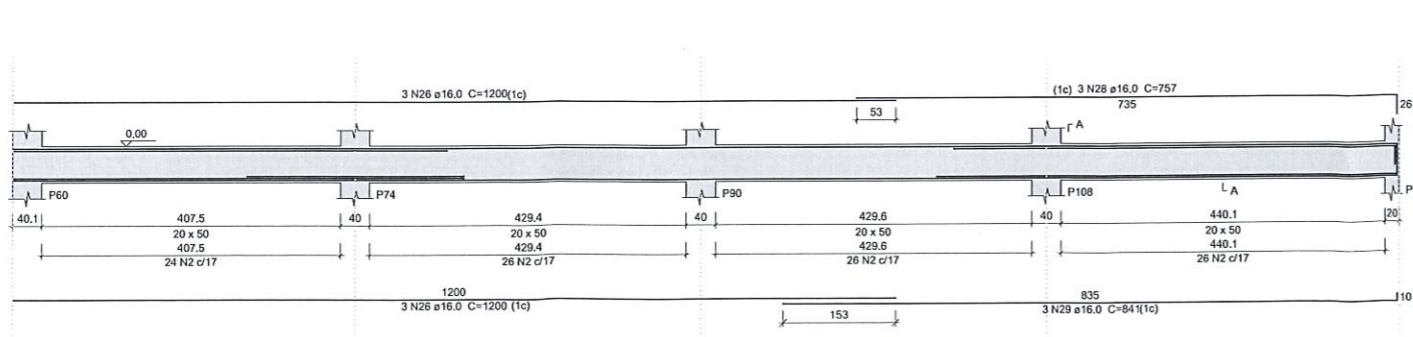 3 N26 ø16,0 C=1200(1c)
(1c) 3 N28 ø16,0 C=757
53
735
26
0,00
A
P60
P74
P90
P108
A
P
40.1 407.5 40 429.4 40 429.6 40 440.1 20
20 x 50 20 x 50 20 x 50 20 x 50
407.5 429.4 429.6 440.1
24 N2 c/17 26 N2 c/17 26 N2 c/17 26 N2 c/17
1200
3 N26 ø16,0 C=1200 (1c)
835
10
3 N29 ø16,0 C=841(1c)
153